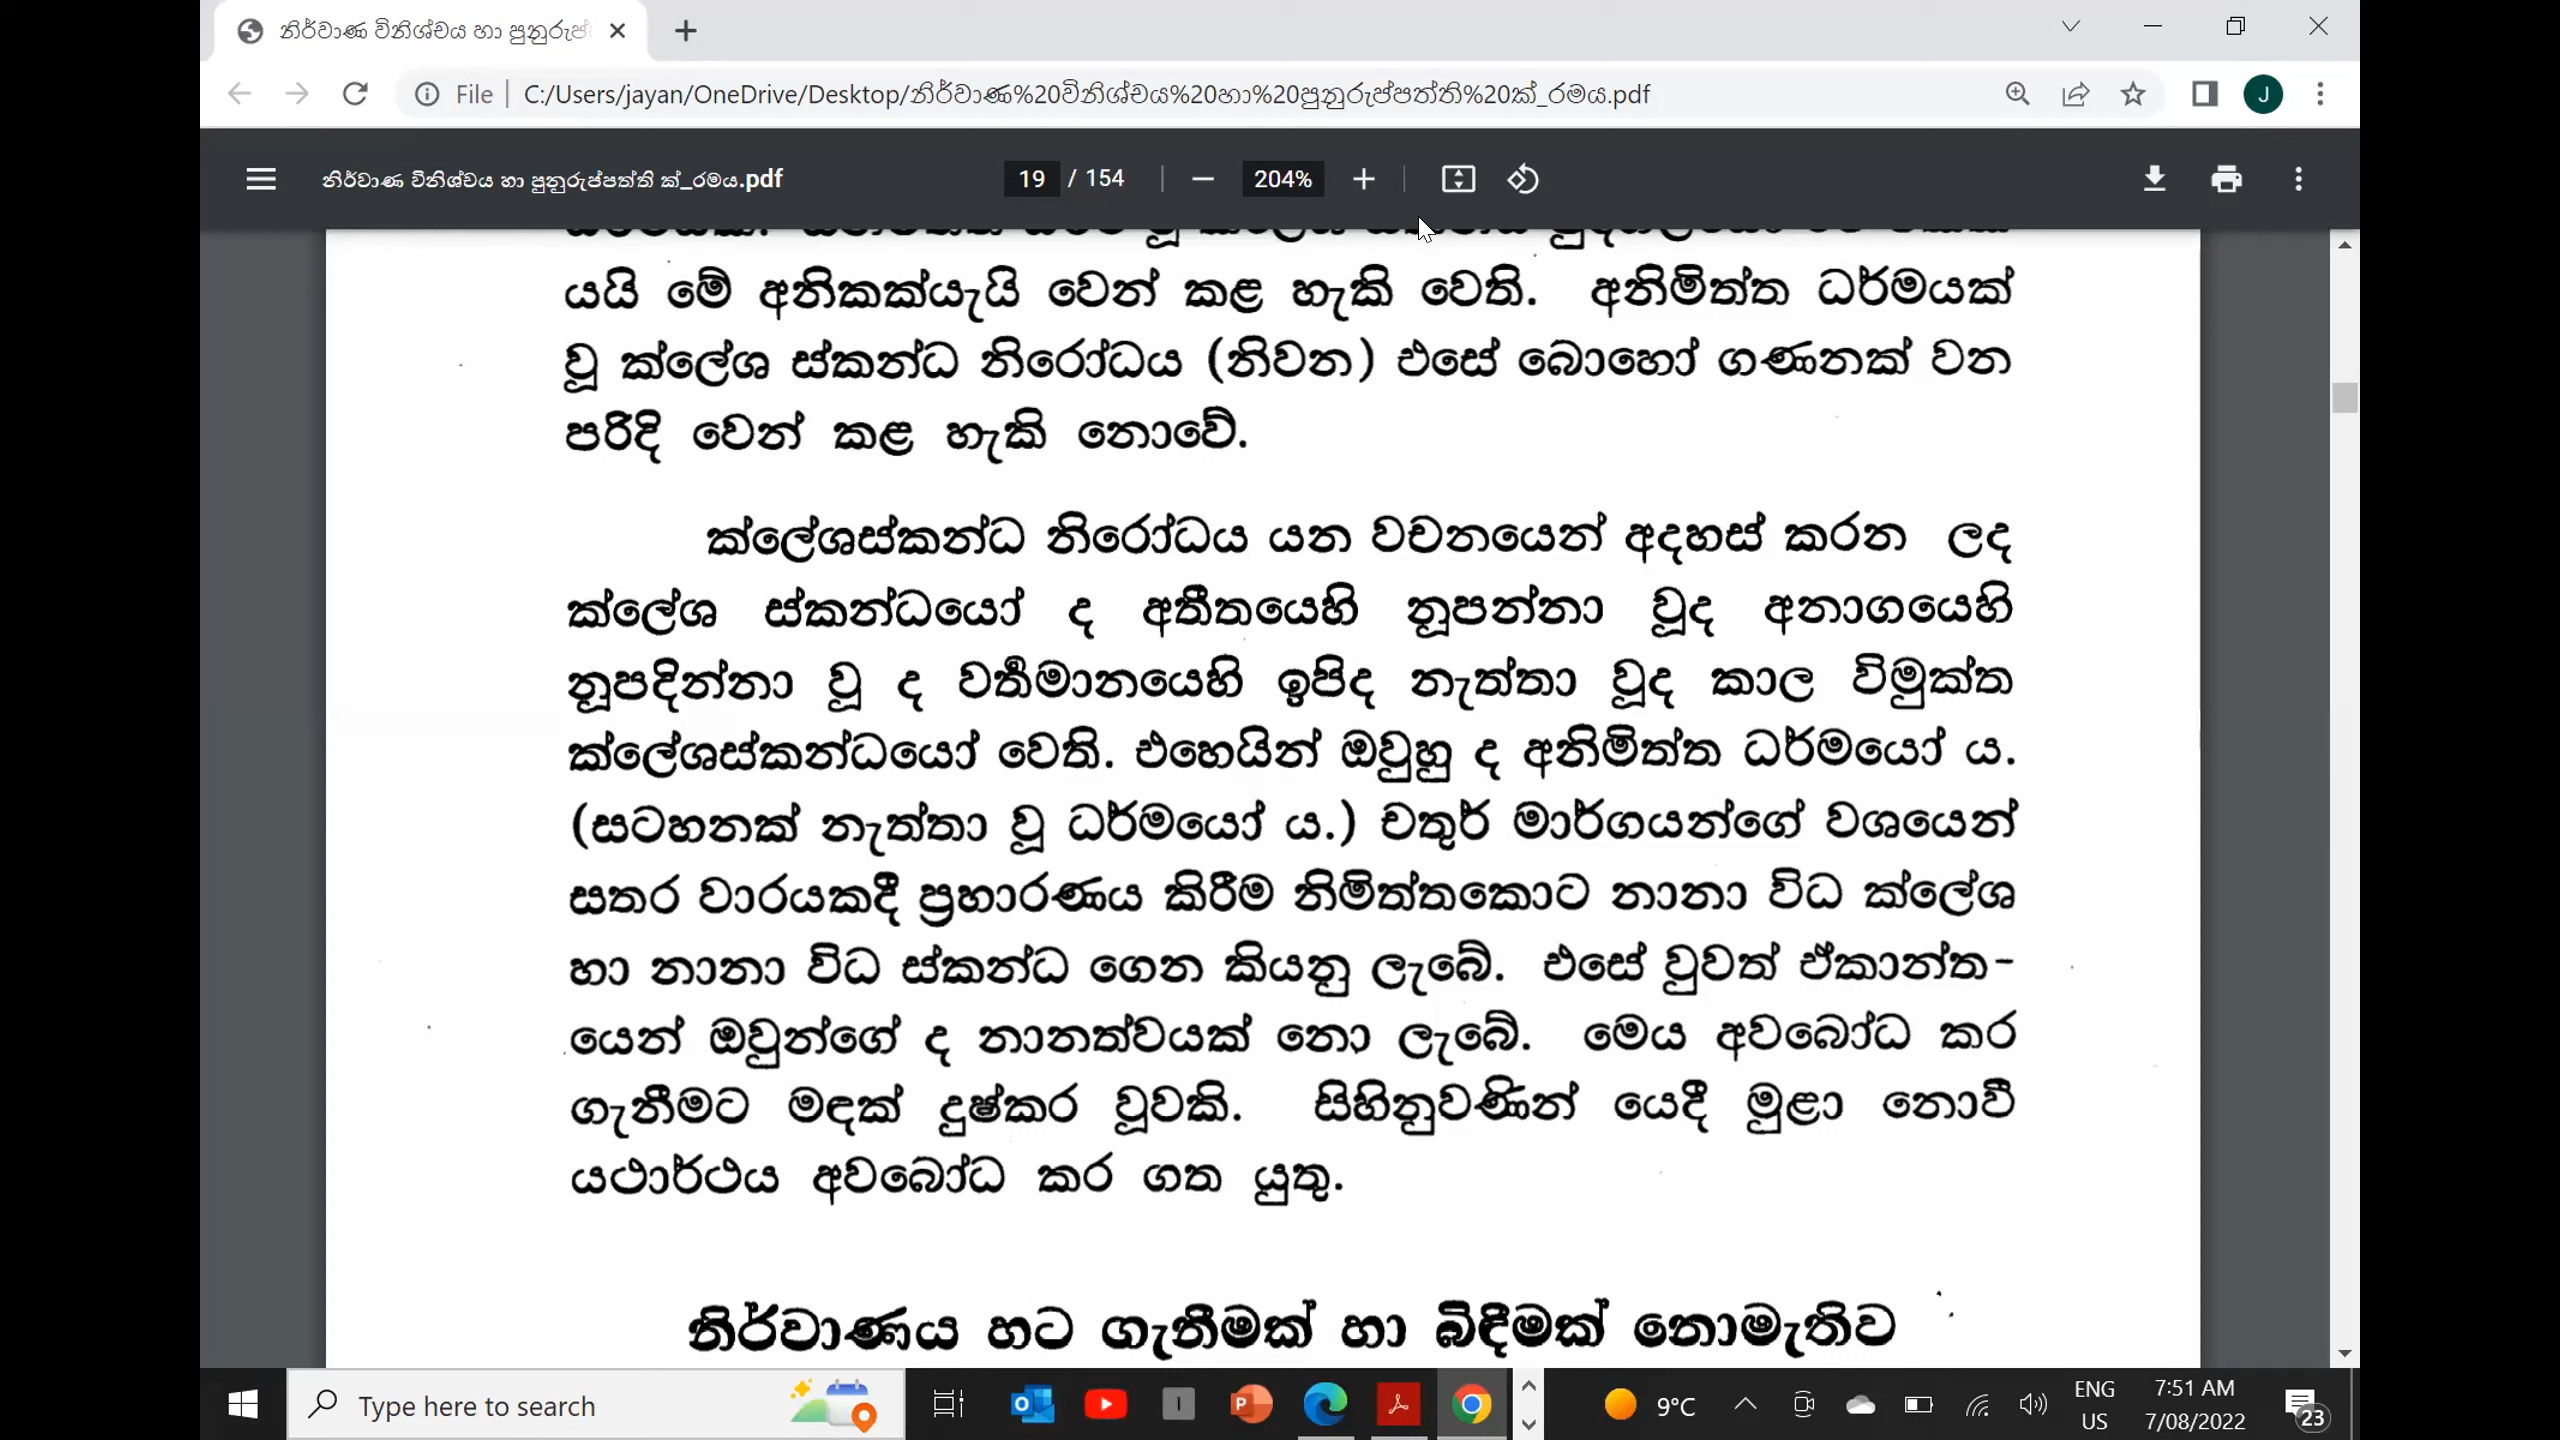 නිර්වාණ විනිශ්චය හා පුනුරුප්
File
C:/Users/jayan/OneDrive/Desktop/නිර්වාණ%20විනිශ්චය%20හා%20පුනුරුප්පත්ති%20ක්_රමය.pdf
J
නිර්වාණ විනිශ්චය හා පුනුරුප්පත්ති ක්_රමය.pdf
19 / 154
204%
යයි මේ අනිකක්යැයි වෙන් කළ හැකි වෙති. අනිමිත්ත ධර්මයක්
වූ ක්ලේශ ස්කන්ධ නිරෝධය (නිවන) එසේ බොහෝ ගණනක් වන
පරිදි වෙන් කළ හැකි නොවේ.
ක්ලේශස්කන්ධ නිරෝධය යන වචනයෙන් අදහස් කරන ලද
ක්ලේශ ස්කන්ධයෝ ද අතීතයෙහි නූපන්නා වූද අනාගයෙහි
නූපදින්නා වූ ද වර්තමානයෙහි ඉපිද නැත්තා වූද කාල විමුක්ත
ක්ලේශස්කන්ධයෝ වෙති. එහෙයින් ඔවුහු ද අනිමිත්ත ධර්මයෝ ය.
(සටහනක් නැත්තා වූ ධර්මයෝ ය.) චතුර් මාර්ගයන්ගේ වශයෙන්
සතර වාරයකදී ප්‍රහාරණය කිරීම නිමිත්තකොට නානා විධ ක්ලේශ
හා නානා විධ ස්කන්ධ ගෙන කියනු ලැබේ. එසේ වුවත් ඒකාන්ත-
යෙන් ඔවුන්ගේ ද නානත්වයක් නො ලැබේ. මෙය අවබෝධ කර
ගැනීමට මඳක් දුෂ්කර වූවකි. සිහිනුවණින් යෙදී මුළා නොවී
යථාර්ථය අවබෝධ කර ගත යුතු.
නිර්වාණය හට ගැනීමක් හා බිඳීමක් නොමැතිව
Type here to search
9°C
ENG
US
7:51 AM
7/08/2022
23